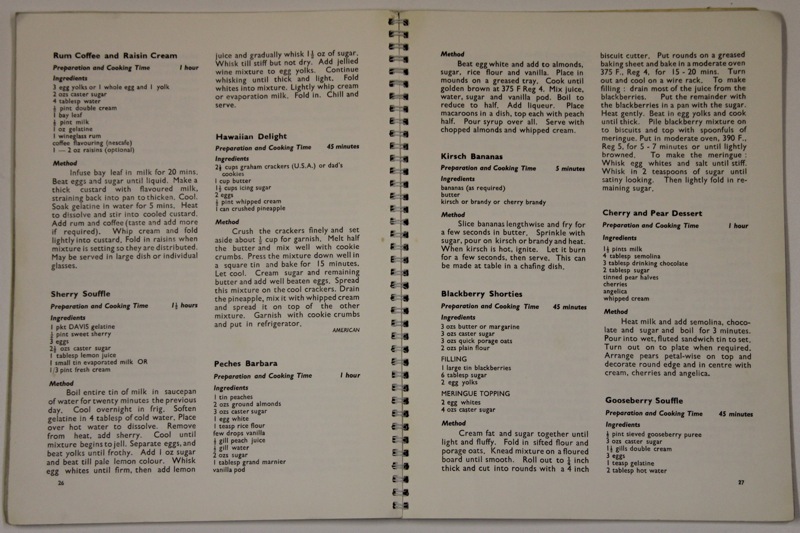 Rum Coffee and Raisin Cream
Preparation and Cooking Time 1 hour
Ingredients
3 egg yolks or 1 whole egg and 1 yolk
2 ozs caster sugar
4 tablesp water
½ pint double cream
1 bay leaf
½ pint milk
1 oz gelatine
1 wineglass rum
coffee flavouring (nescafe)
1 — 2 oz raisins (optional)
Method
Infuse bay leaf in milk for 20 mins.
Beat eggs and sugar until liquid. Make a
thick custard with flavoured milk,
straining back into pan to thicken. Cool.
Soak gelatine in water for 5 mins. Heat
to dissolve and stir into cooled custard.
Add rum and coffee (taste and add more
if required). Whip cream and fold
lightly into custard. Fold in raisins when
mixture is setting so they are distributed.
May be served in large dish or individual
glasses.
Sherry Souffle
Preparation and Cooking Time 1½ hours
Ingredients
1 pkt DAVIS gelatine
½ pint sweet sherry
3 eggs
2½ ozs caster sugar
1 tablesp lemon juice
1 small tin evaporated milk OR
1/3 pint fresh cream
Method
Boil entire tin of milk in saucepan
of water for twenty minutes the previous
day. Cool overnight in frig. Soften
gelatine in 4 tablesp of cold water. Place
over hot water to dissolve. Remove
from heat, add sherry. Cool until
mixture begins to jell. Separate eggs, and
beat yolks until frothy. Add 1 oz sugar
and beat till pale lemon colour. Whisk
egg whites until firm, then add lemon
26
juice and gradually whisk 1½ oz of sugar.
Whisk till stiff but not dry. Add jellied
wine mixture to egg yolks. Continue
whisking until thick and light. Fold
whites into mixture. Lightly whip cream
or evaporation milk. Fold in. Chill and
serve.
Hawaiian Delight
Preparation and Cooking Time 45 minutes
Ingredients
2½ cups graham crackers (U.S.A.) or dad's
cookies
1 cup butter
1½ cups icing sugar
2 eggs
½ pint whipped cream
1 can crushed pineapple
Method
Crush the crackers finely and set
aside about ½ cup for garnish. Melt half
the butter and mix well with cookie
crumbs. Press the mixture down well in
a square tin and bake for 15 minutes.
Let cool. Cream sugar and remaining
butter and add well beaten eggs. Spread
this mixture on the cool crackers. Drain
the pineapple, mix it with whipped cream
and spread it on top of the other
mixture. Garnish with cookie crumbs
and put in refrigerator.
AMERICAN
Peches Barbara
Preparation and Cooking Time 1 hour
Ingredients
1 tin peaches
2 ozs ground almonds
3 ozs caster sugar
1 egg white
1 teasp rice flour
few drops vanilla
½ gill peach juice
½ gill water
2 ozs sugar
1 tablesp grand marnier
vanilla pod
Method
Beat egg white and add to almonds,
sugar, rice flour and vanilla. Place in
mounds on a greased tray. Cook until
golden brown at 375 F Reg 4. Mix juice,
water, sugar and vanilla pod. Boil to
reduce to half. Add liqueur. Place
macaroons in a dish, top each with peach
half. Pour syrup over all. Serve with
chopped almonds and whipped cream.
Kirsch Bananas
Preparation and Cooking Time 5 minutes
Ingredients
bananas (as required)
butter
kirsch or brandy or cherry brandy
Method
Slice bananas lengthwise and fry for
a few seconds in butter. Sprinkle with
sugar, pour on kirsch or brandy and heat.
When kirsch is hot, ignite. Let it burn
for a few seconds, then serve. This can
be made at table in a chafing dish.
Blackberry Shorties
Preparation and Cooking Time 45 minutes
Ingredients
3 ozs butter or margarine
3 ozs caster sugar
3 ozs quick porage oats
2 ozs plain flour
FILLING
1 large tin blackberries
6 tablesp sugar
2 egg yolks
MERINGUE TOPPING
2 egg whites
4 ozs caster sugar
Method
Cream fat and sugar together until
light and fluffy. Fold in sifted flour and
porage oats. Knead mixture on a floured
board until smooth. Roll out to ¼ inch
thick and cut into rounds with a 4 inch
biscuit cutter. Put rounds on a greased
baking sheet and bake in a moderate oven
375 F., Reg 4, for 15 - 20 mins. Turn
out and cool on a wire rack. To make
filling : drain most of the juice from the
blackberries. Put the remainder with
the blackberries in a pan with the sugar.
Heat gently. Beat in egg yolks and cook
until thick. Pile blackberry mixture on
to biscuits and top with spoonfuls of
meringue. Put in moderate oven, 390 F.,
Reg 5, for 5 - 7 minutes or until lightly
browned. To make the meringue :
Whisk egg whites and salt until stiff.
Whisk in 2 teaspoons of sugar until
satiny looking. Then lightly fold in re-
maining sugar.
Cherry and Pear Dessert
Preparation and Cooking Time 1 hour
Ingredients
1½ pints milk
4 tablesp semolina
3 tablesp drinking chocolate
2 tablesp sugar
tinned pear halves
cherries
angelica
whipped cream
Method
Heat milk and add semolina, choco-
late and sugar and boil for 3 minutes.
Pour into wet, fluted sandwich tin to set.
Turn out on to plate when required.
Arrange pears petal-wise on top and
decorate round edge and in centre with
cream, cherries and angelica.
Gooseberry Souffle
Preparation and Cooking Time 45 minutes
Ingredients
½ pint sieved gooseberry puree
3 ozs caster sugar
1½ gills double cream
3 eggs
1 teasp gelatine
2 tablesp hot water
27